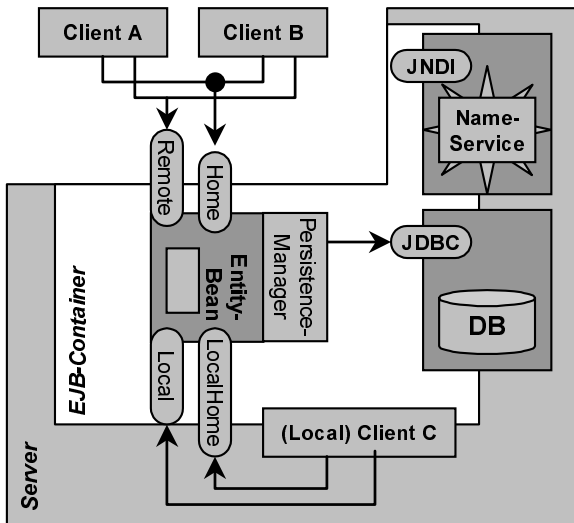 Client A
Client B
JNDI
Name-
Service
Remote
Home
EJB-Container
Entity-
Bean
Persistence-
Manager
JDBC
DB
Local
LocalHome
(Local) Client C
Server